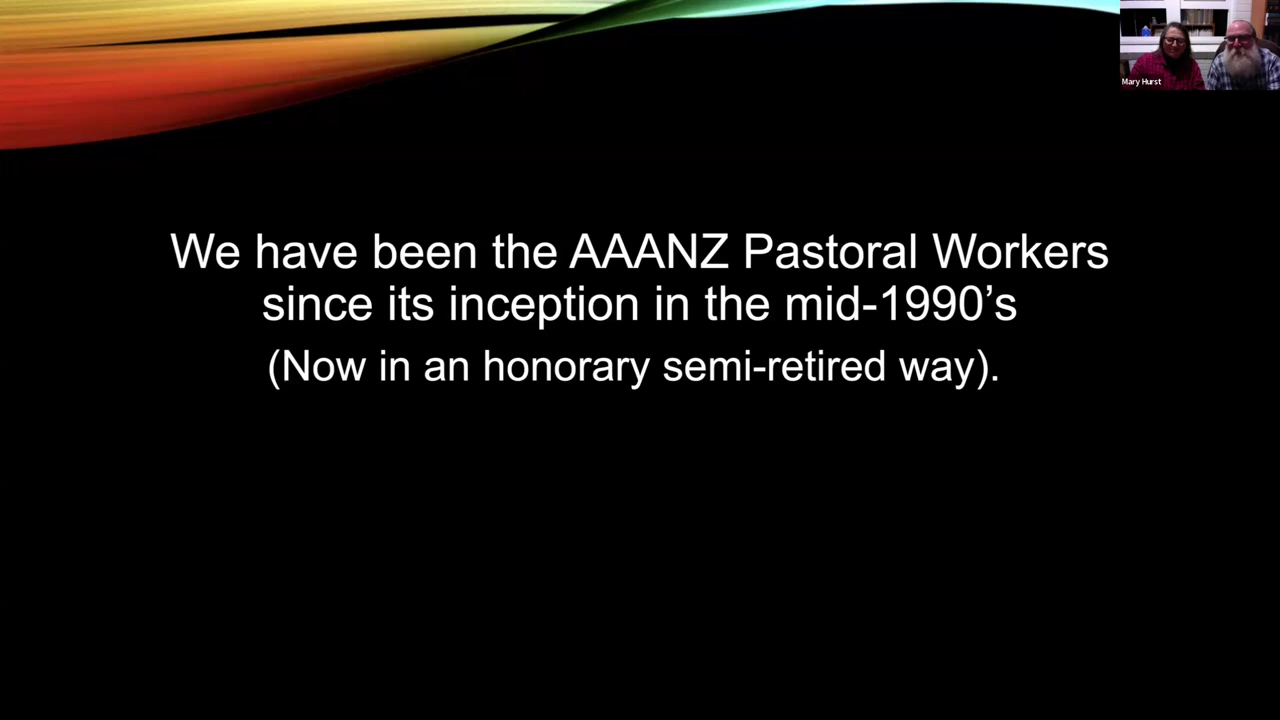 Mary Hurst
We have been the AAANZ Pastoral Workers
since its inception in the mid-1990’s
(Now in an honorary semi-retired way).